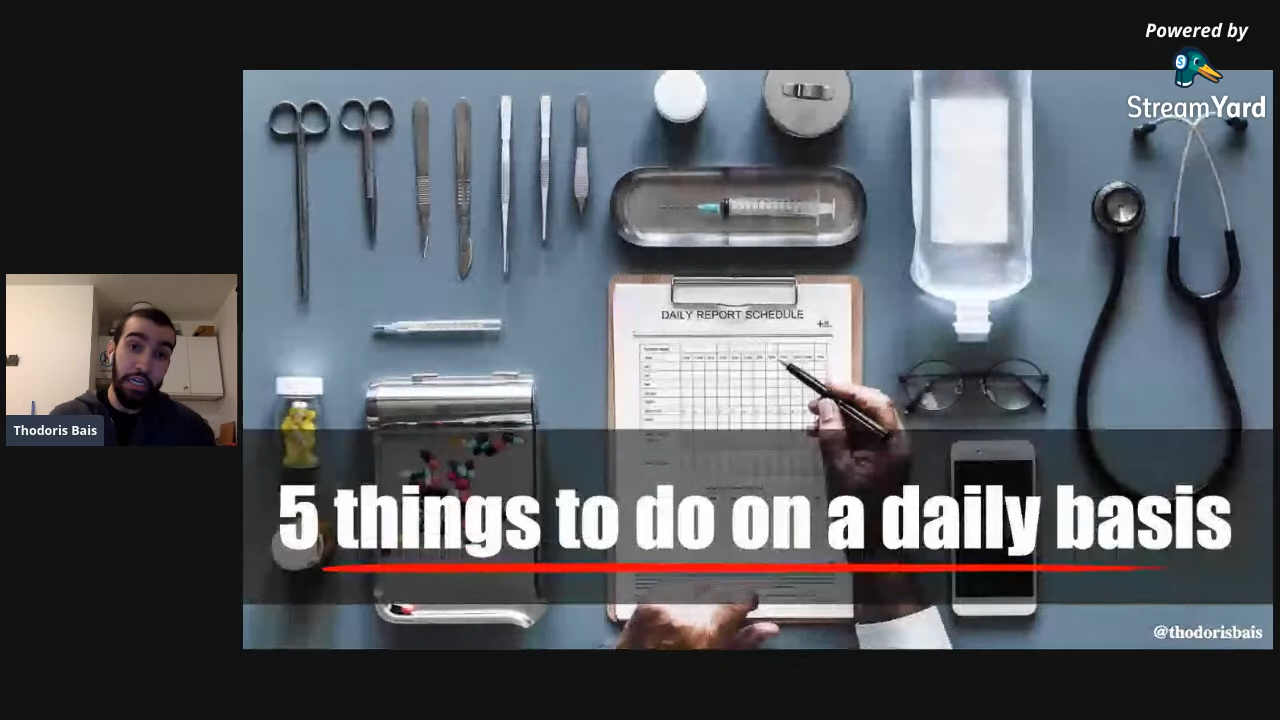 Powered by
StreamYard
DAILY REPORT SCHEDULE
5 things to do on a daily basis
Thodoris Bais
@thodorisbais